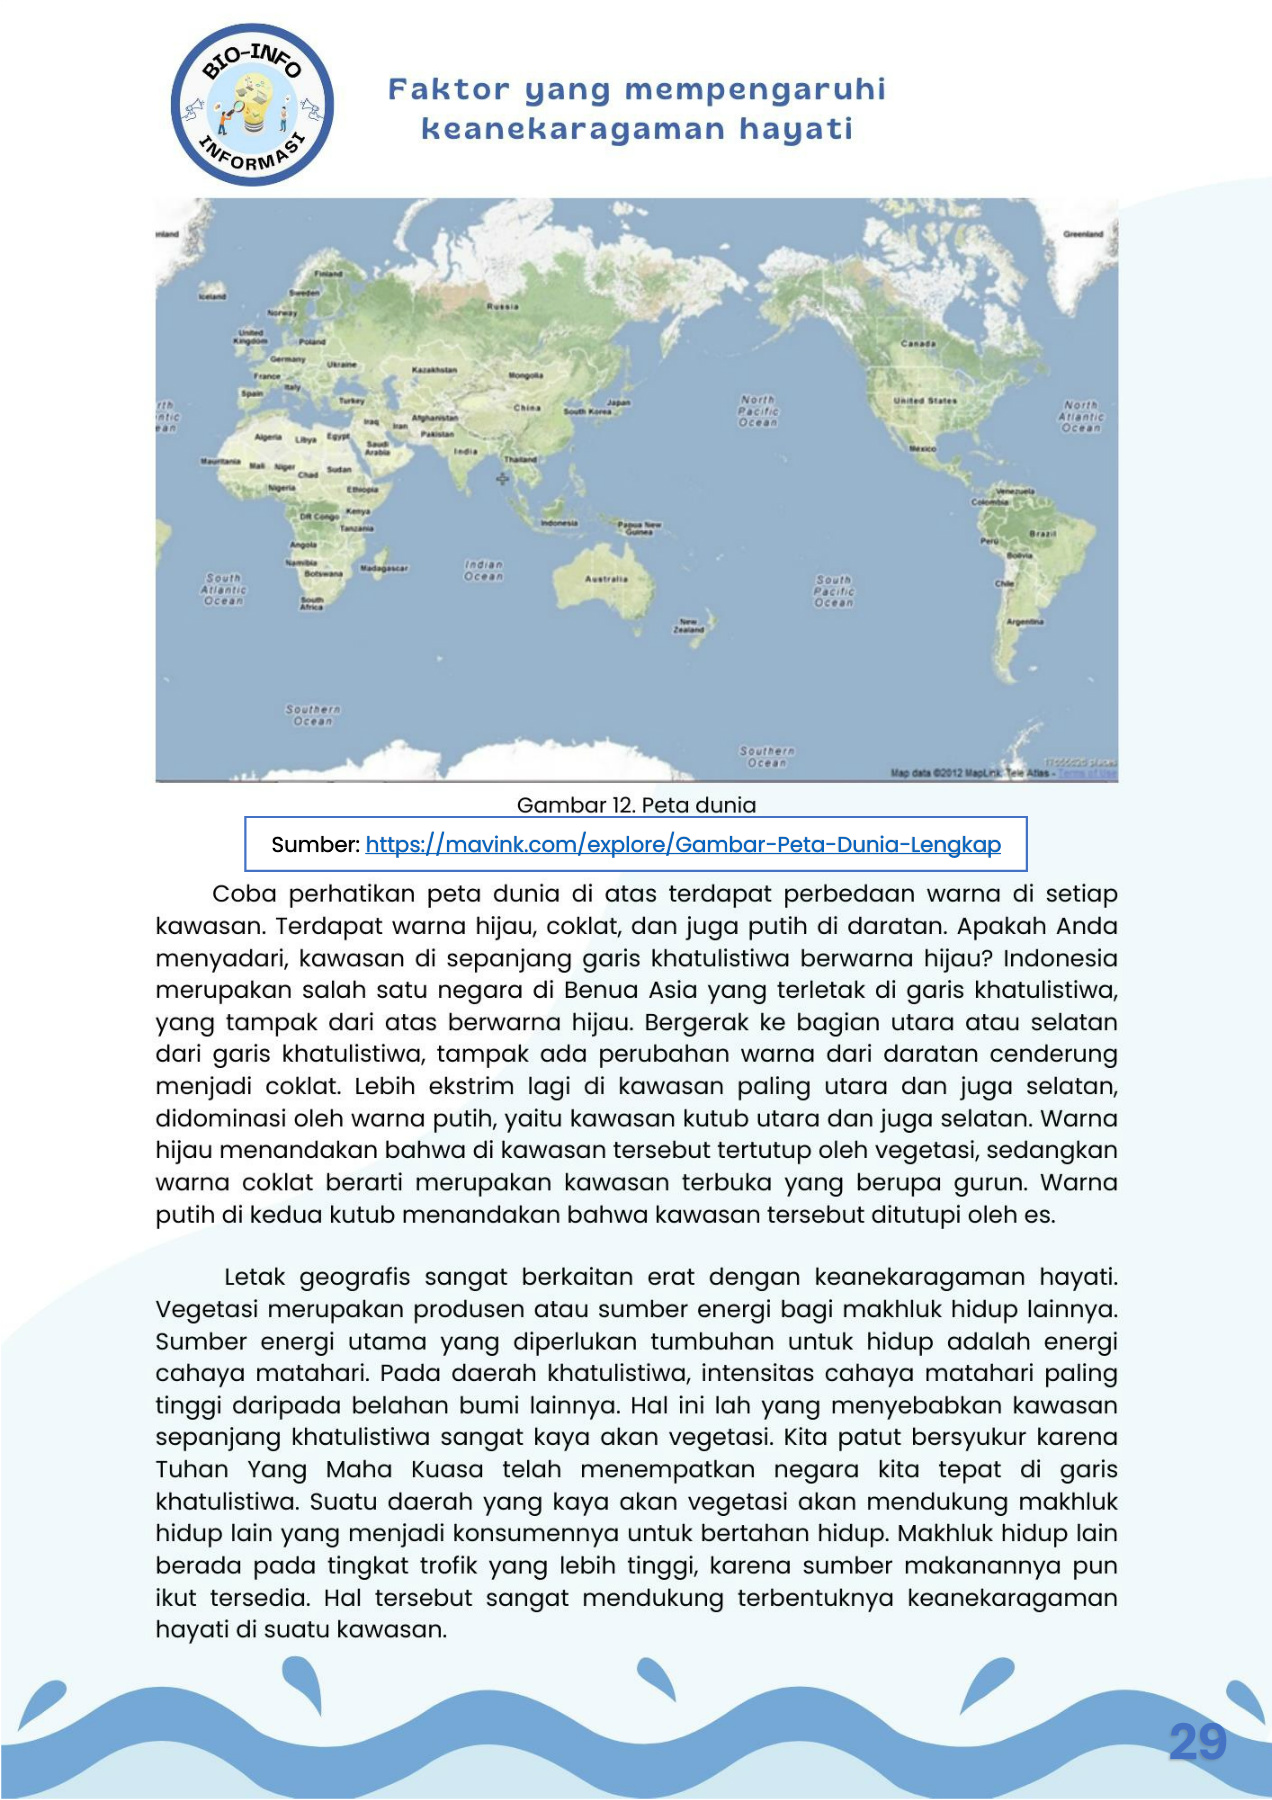 BIO-INFO
INFORMASI
Faktor yang mempengaruhi
keanekaragaman hayati
nland
Greenland
Iceland
Finland
Sweden
Norway
Russia
United
Kingdom
Poland
Germany
Ukraine
France
Italy
Spain
Turkey
Kazakhstan
Mongolia
China
South Korea
Japan
Iraq
Iran
Afghanistan
Pakistan
Algeria
Libya
Egypt
Saudi
Arabia
India
Thailand
Mauritania
Mali
Niger
Chad
Sudan
Nigeria
Ethiopia
DR Congo
Kenya
Tanzania
Angola
Namibia
Botswana
Madagascar
South
Africa
Indonesia
Papua New
Guinea
Australia
New
Zealand
Canada
United States
Mexico
Venezuela
Colombia
Peru
Brazil
Bolivia
Chile
Argentina
rth
ntic
ean
North
Pacific
Ocean
North
Atlantic
Ocean
South
Atlantic
Ocean
Indian
Ocean
South
Pacific
Ocean
Southern
Ocean
Southern
Ocean
Map data ©2012 MapLink, Tele Atlas - Terms of Use
Gambar 12. Peta dunia
Sumber: https://mavink.com/explore/Gambar-Peta-Dunia-Lengkap
Coba perhatikan peta dunia di atas terdapat perbedaan warna di setiap
kawasan. Terdapat warna hijau, coklat, dan juga putih di daratan. Apakah Anda
menyadari, kawasan di sepanjang garis khatulistiwa berwarna hijau? Indonesia
merupakan salah satu negara di Benua Asia yang terletak di garis khatulistiwa,
yang tampak dari atas berwarna hijau. Bergerak ke bagian utara atau selatan
dari garis khatulistiwa, tampak ada perubahan warna dari daratan cenderung
menjadi coklat. Lebih ekstrim lagi di kawasan paling utara dan juga selatan,
didominasi oleh warna putih, yaitu kawasan kutub utara dan juga selatan. Warna
hijau menandakan bahwa di kawasan tersebut tertutup oleh vegetasi, sedangkan
warna coklat berarti merupakan kawasan terbuka yang berupa gurun. Warna
putih di kedua kutub menandakan bahwa kawasan tersebut ditutupi oleh es.
Letak geografis sangat berkaitan erat dengan keanekaragaman hayati.
Vegetasi merupakan produsen atau sumber energi bagi makhluk hidup lainnya.
Sumber energi utama yang diperlukan tumbuhan untuk hidup adalah energi
cahaya matahari. Pada daerah khatulistiwa, intensitas cahaya matahari paling
tinggi daripada belahan bumi lainnya. Hal ini lah yang menyebabkan kawasan
sepanjang khatulistiwa sangat kaya akan vegetasi. Kita patut bersyukur karena
Tuhan Yang Maha Kuasa telah menempatkan negara kita tepat di garis
khatulistiwa. Suatu daerah yang kaya akan vegetasi akan mendukung makhluk
hidup lain yang menjadi konsumennya untuk bertahan hidup. Makhluk hidup lain
berada pada tingkat trofik yang lebih tinggi, karena sumber makanannya pun
ikut tersedia. Hal tersebut sangat mendukung terbentuknya keanekaragaman
hayati di suatu kawasan.
29